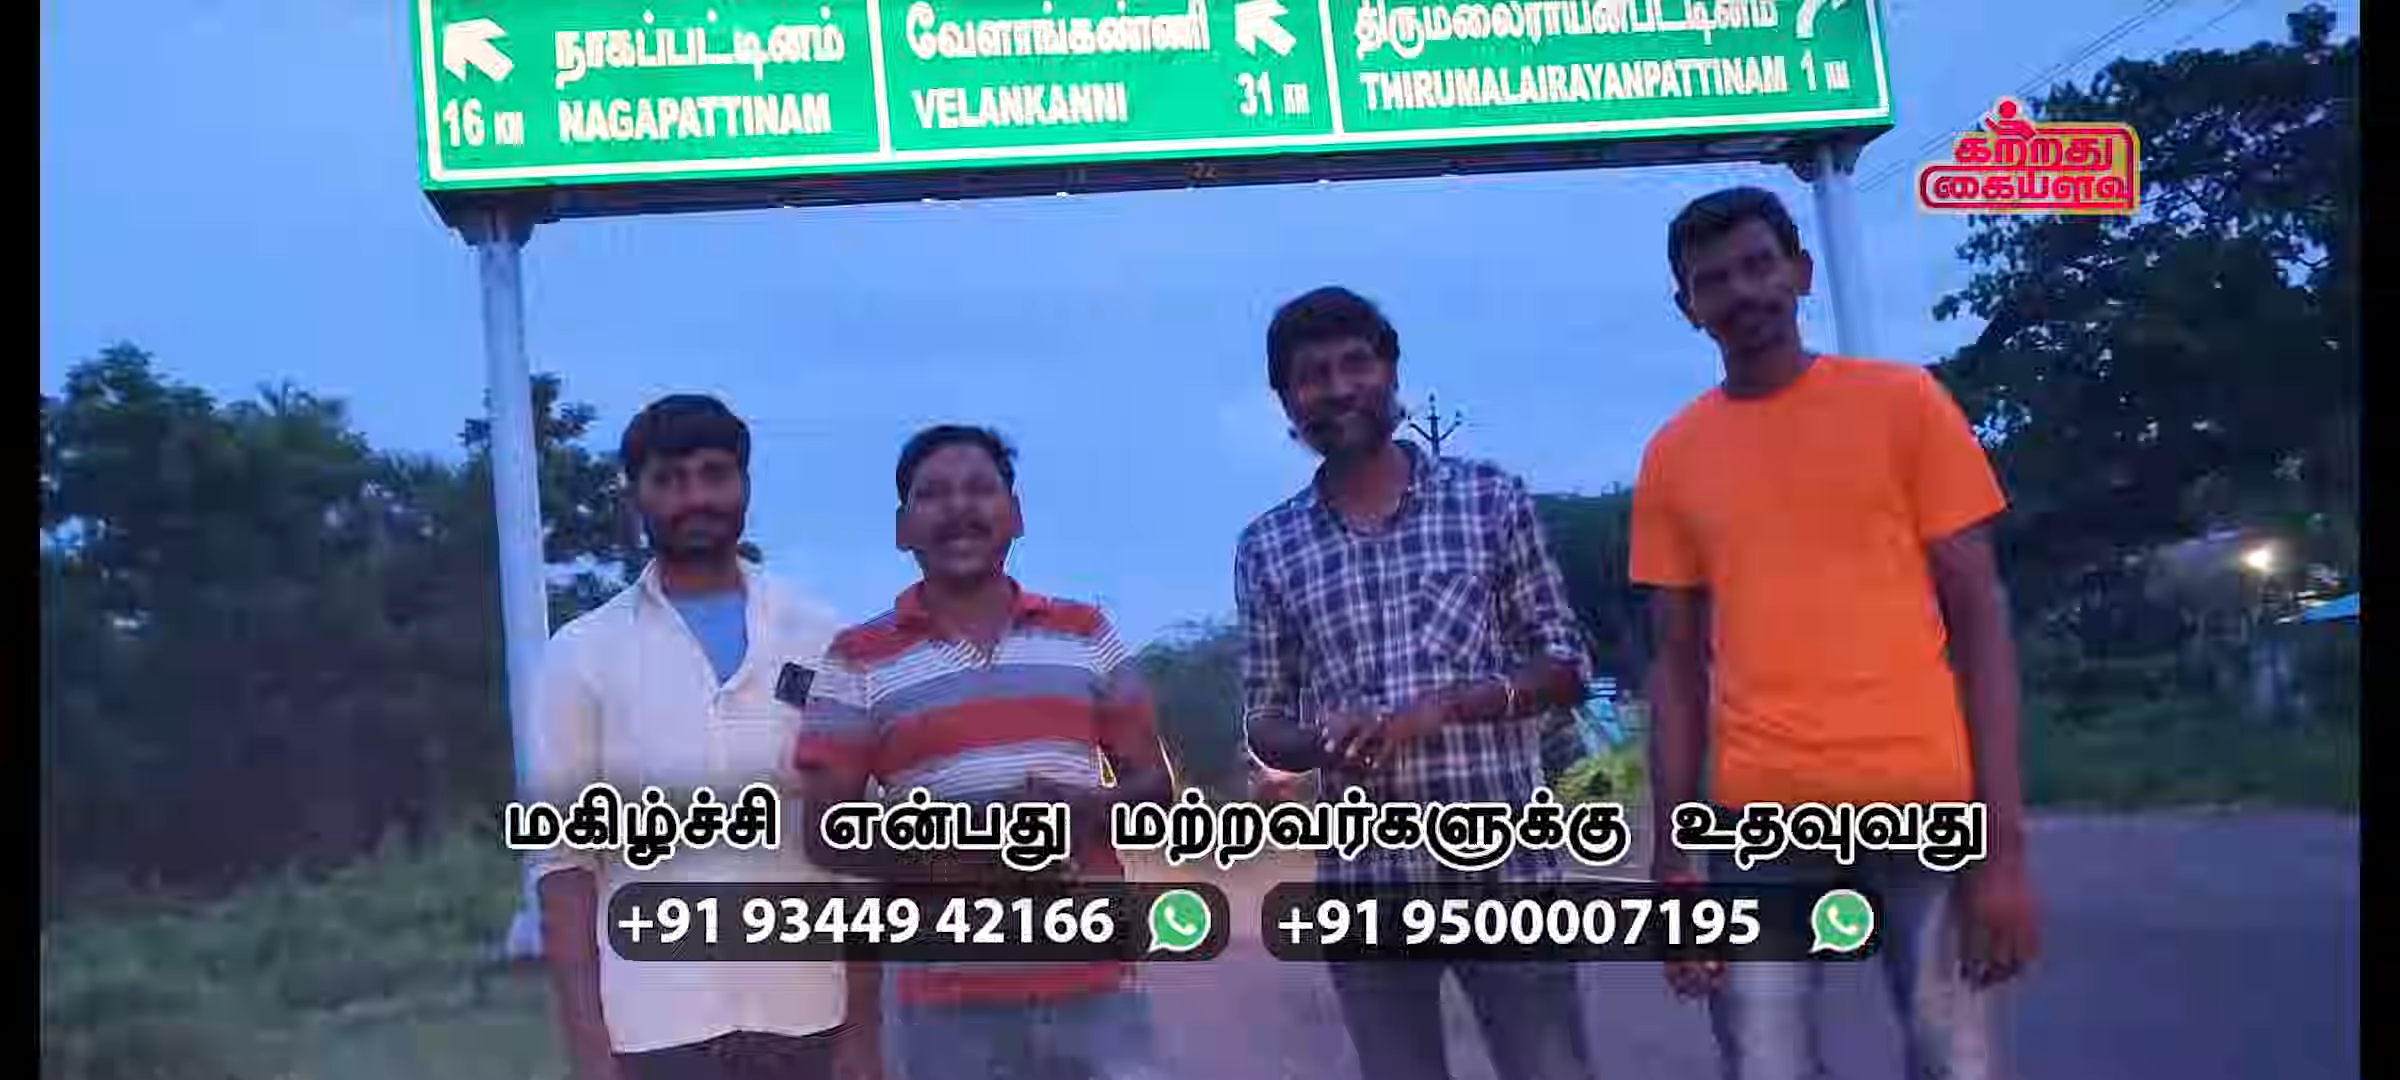 நாகப்பட்டினம்
16 KM NAGAPATTINAM
வேளாங்கண்ணி
VELANKANNI 31 KM
திருமலைராயன்பட்டினம்
THIRUMALAIRAYANPATTINAM 1 KM
கற்றது
கையளவு
மகிழ்ச்சி என்பது மற்றவர்களுக்கு உதவுவது
+91 93449 42166 +91 9500007195